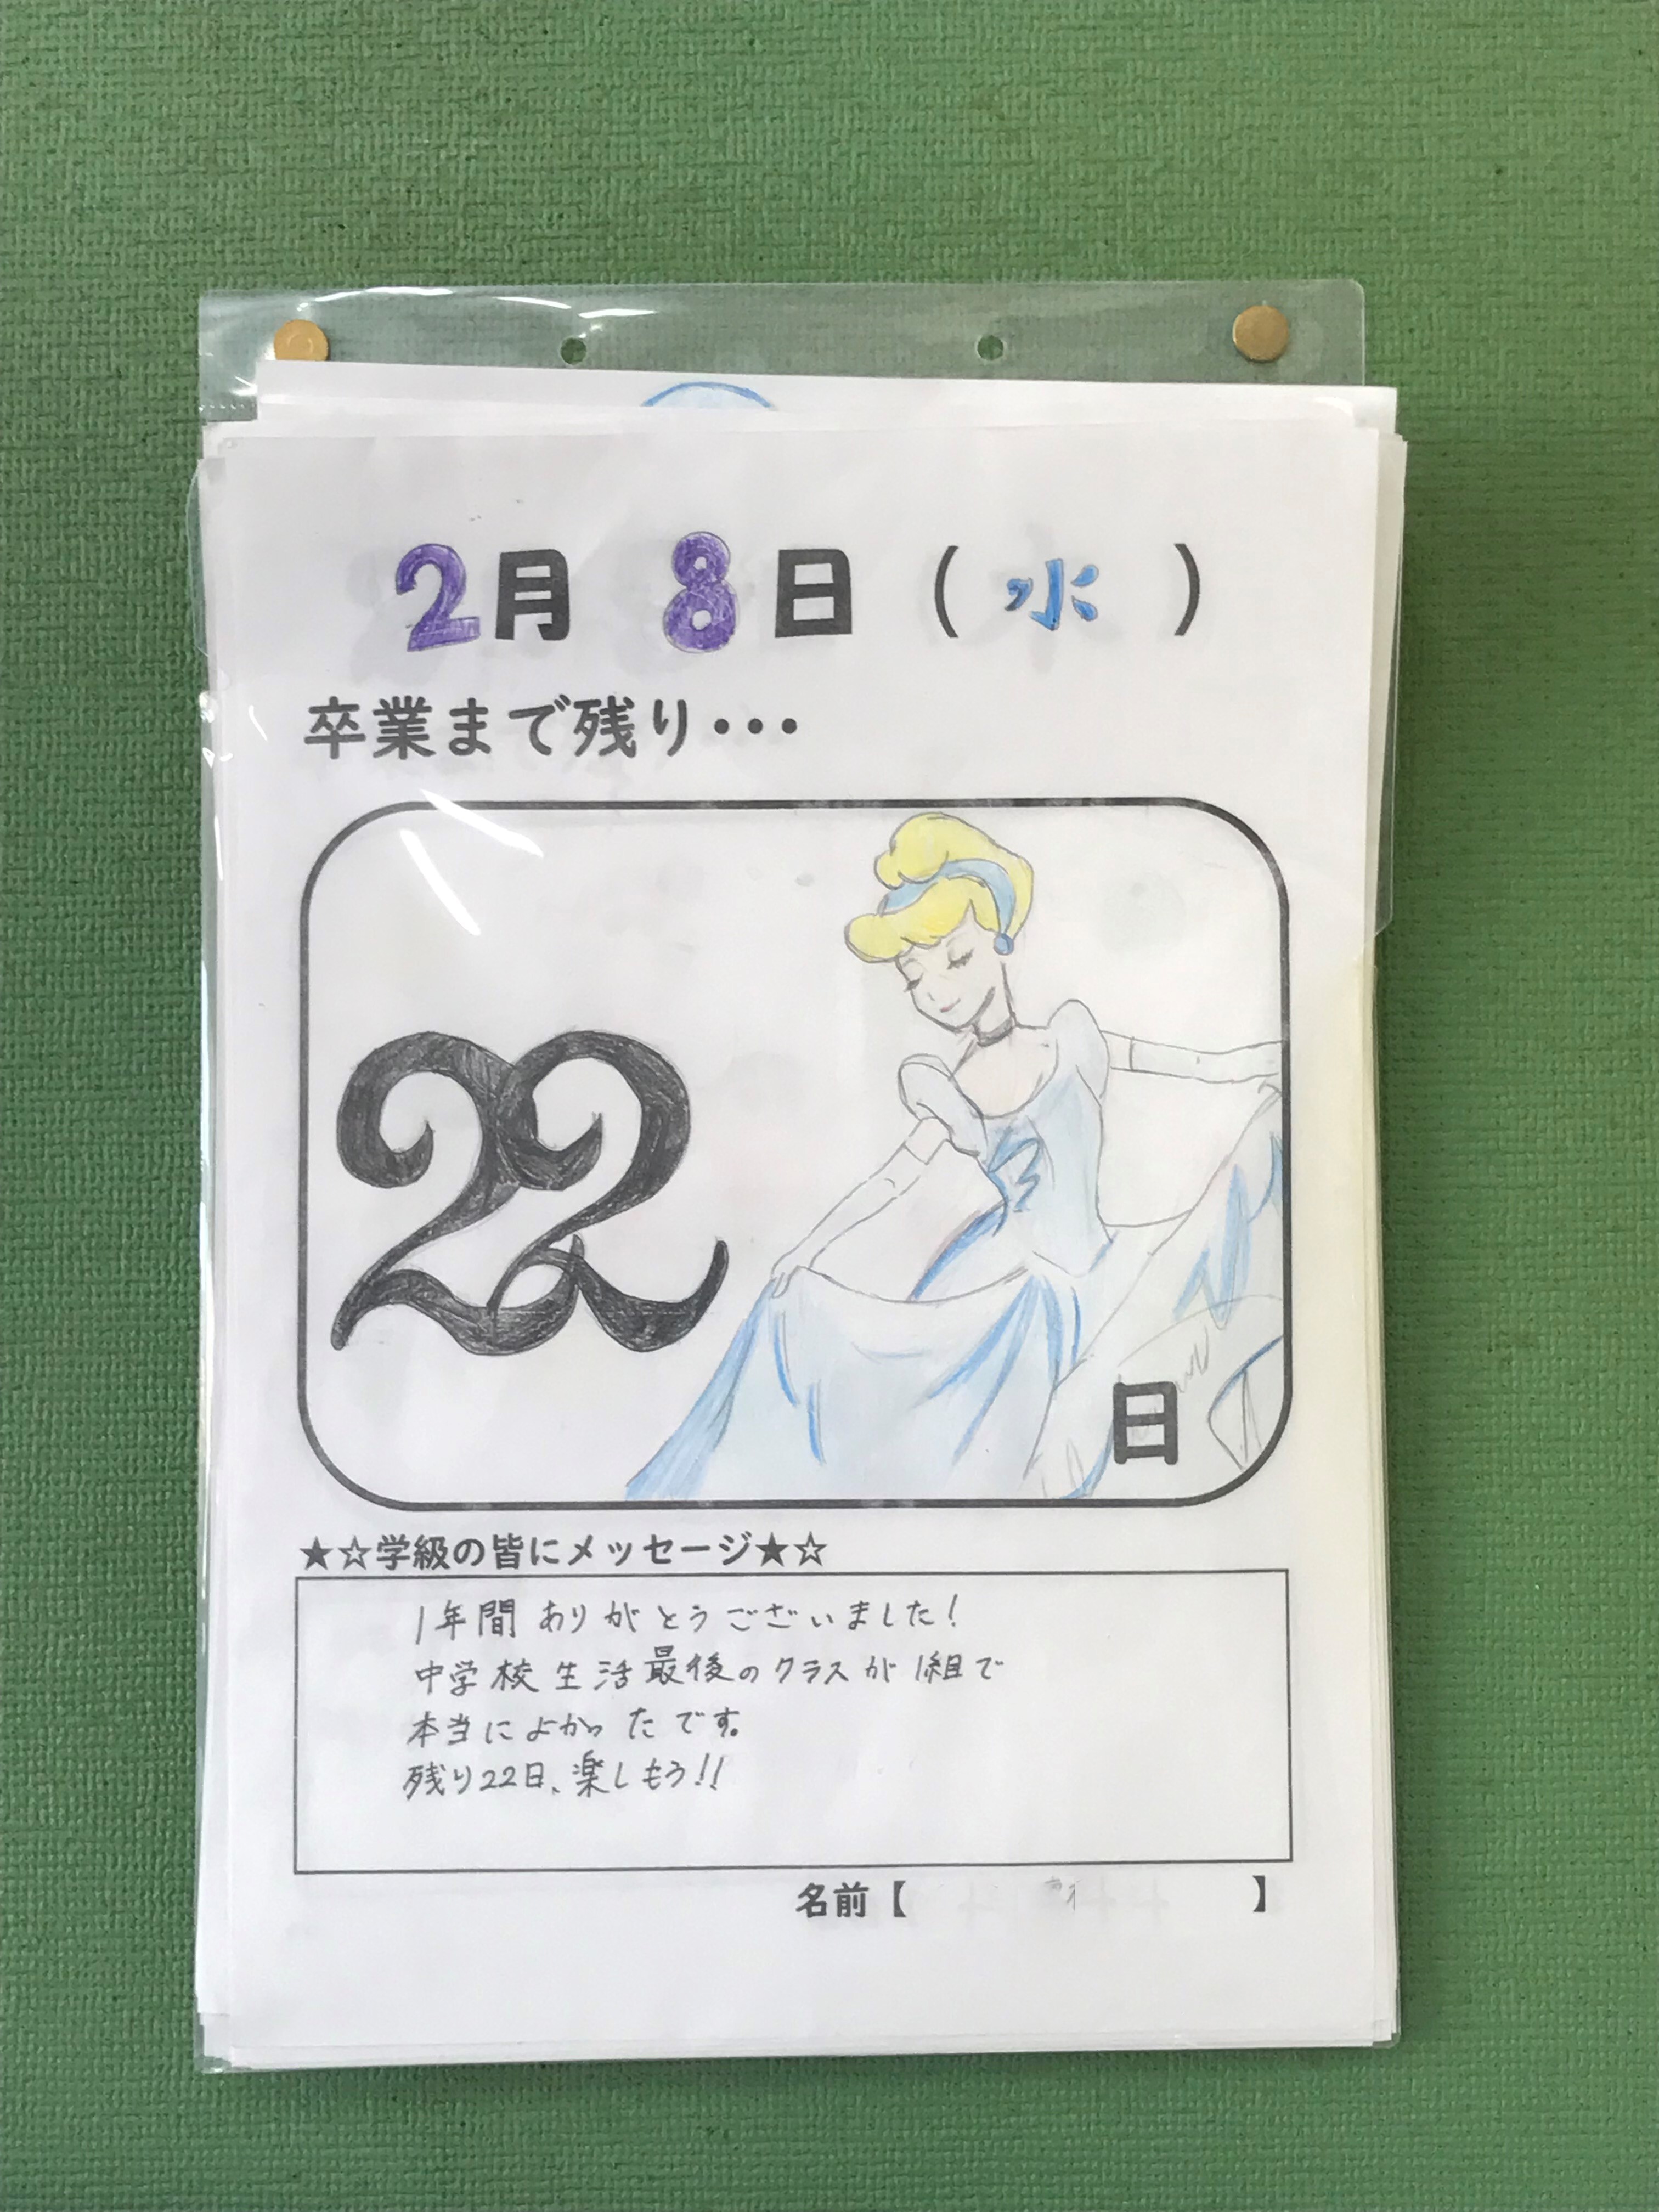 2月 8日(水)
卒業まで残り・・・
22
日
★☆学級の皆にメッセージ★☆
1年間ありがとうございました!
中学校生活最後のクラスが1組で
本当によかったです。
残り22日、楽しもう!!
名前【 】